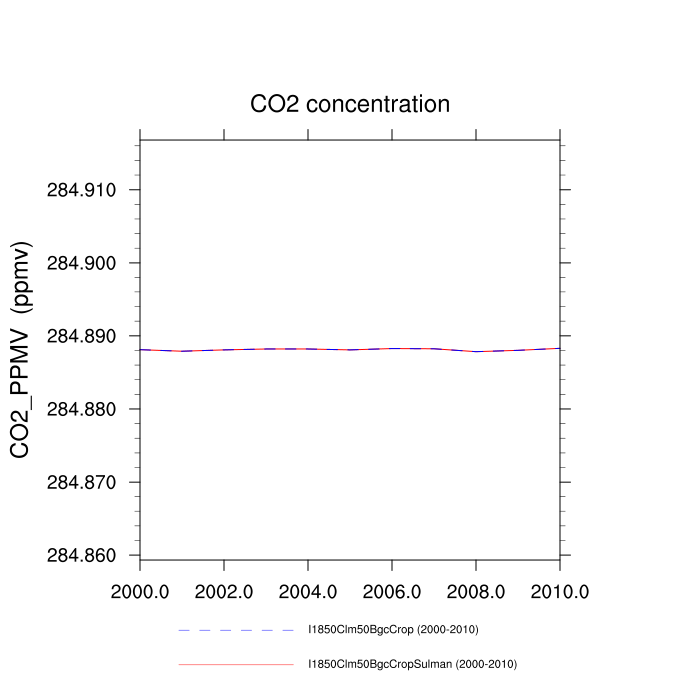 CO2 concentration
CO2_PPMV (ppmv)
284.910
284.900
284.890
284.880
284.870
284.860
2000.0 2002.0 2004.0 2006.0 2008.0 2010.0
I1850Clm50BgcCrop (2000-2010)
I1850Clm50BgcCropSulman (2000-2010)